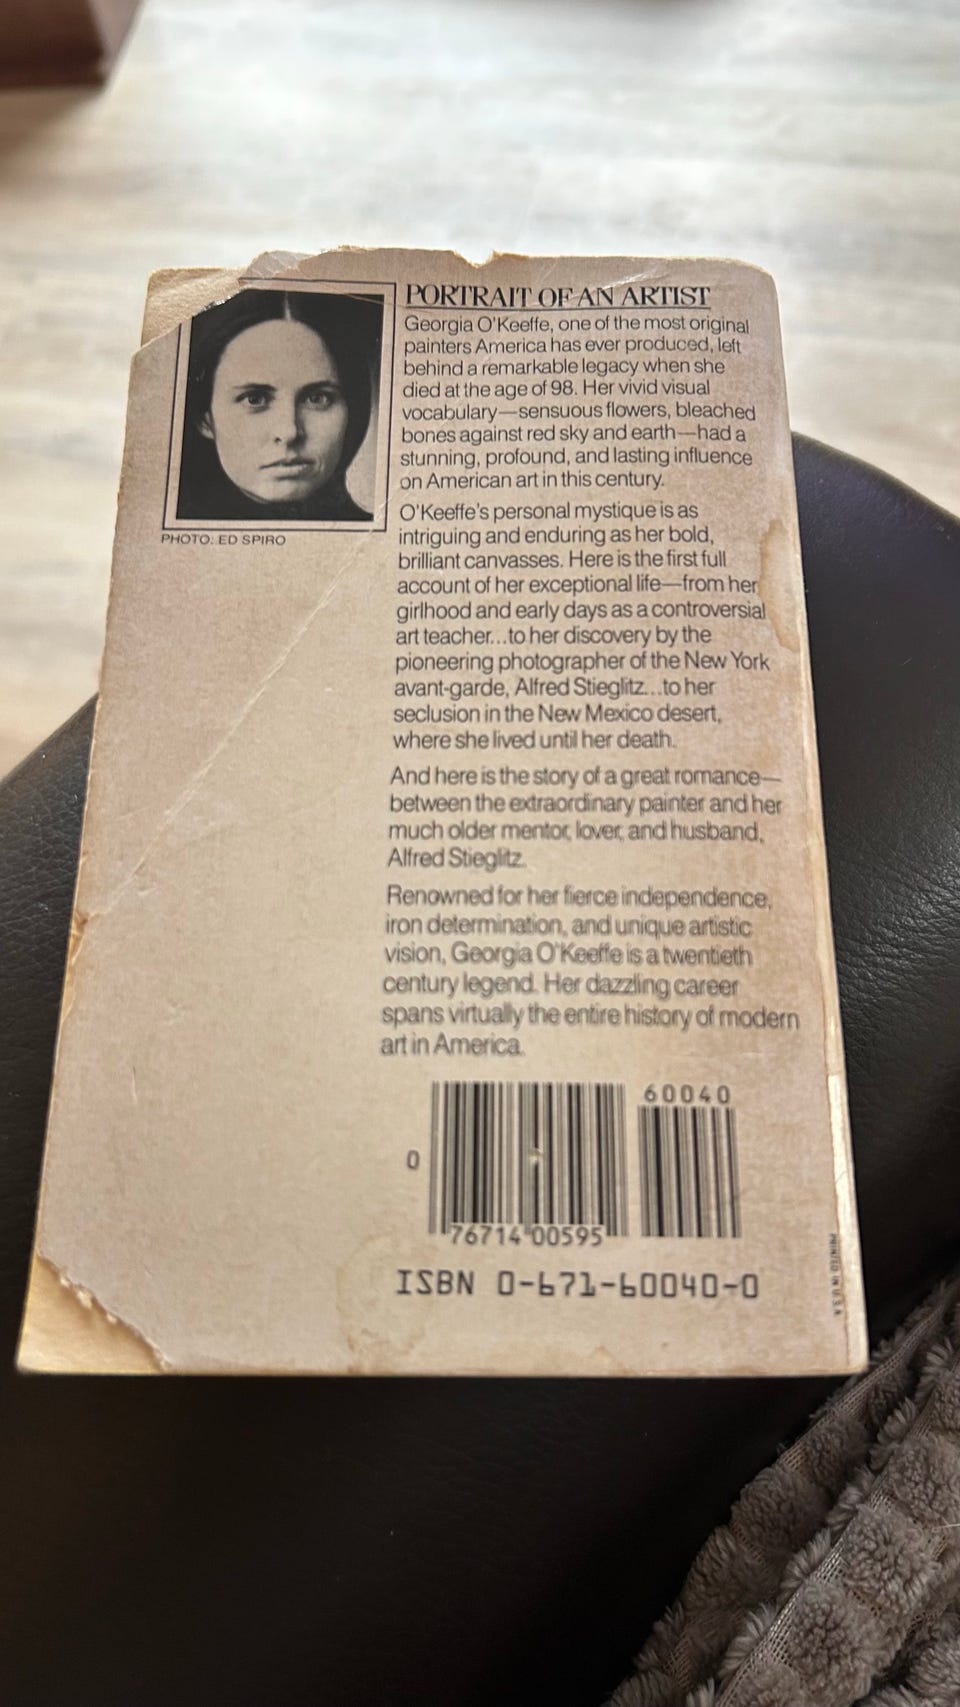 PORTRAIT OF AN ARTIST
Georgia O'Keeffe, one of the most original
painters America has ever produced, left
behind a remarkable legacy when she
died at the age of 98. Her vivid visual
vocabulary—sensuous flowers, bleached
bones against red sky and earth—had a
stunning, profound, and lasting influence
on American art in this century.
PHOTO: ED SPIRO
O'Keeffe's personal mystique is as
intriguing and enduring as her bold,
brilliant canvasses. Here is the first full
account of her exceptional life—from her
girlhood and early days as a controversial
art teacher...to her discovery by the
pioneering photographer of the New York
avant-garde, Alfred Stieglitz...to her
seclusion in the New Mexico desert,
where she lived until her death.
And here is the story of a great romance—
between the extraordinary painter and her
much older mentor, lover, and husband,
Alfred Stieglitz.
Renowned for her fierce independence,
iron determination, and unique artistic
vision, Georgia O'Keeffe is a twentieth
century legend. Her dazzling career
spans virtually the entire history of modern
art in America.
60040
0
76714 00595
ISBN 0-671-60040-0
PRINTED IN U.S.A.